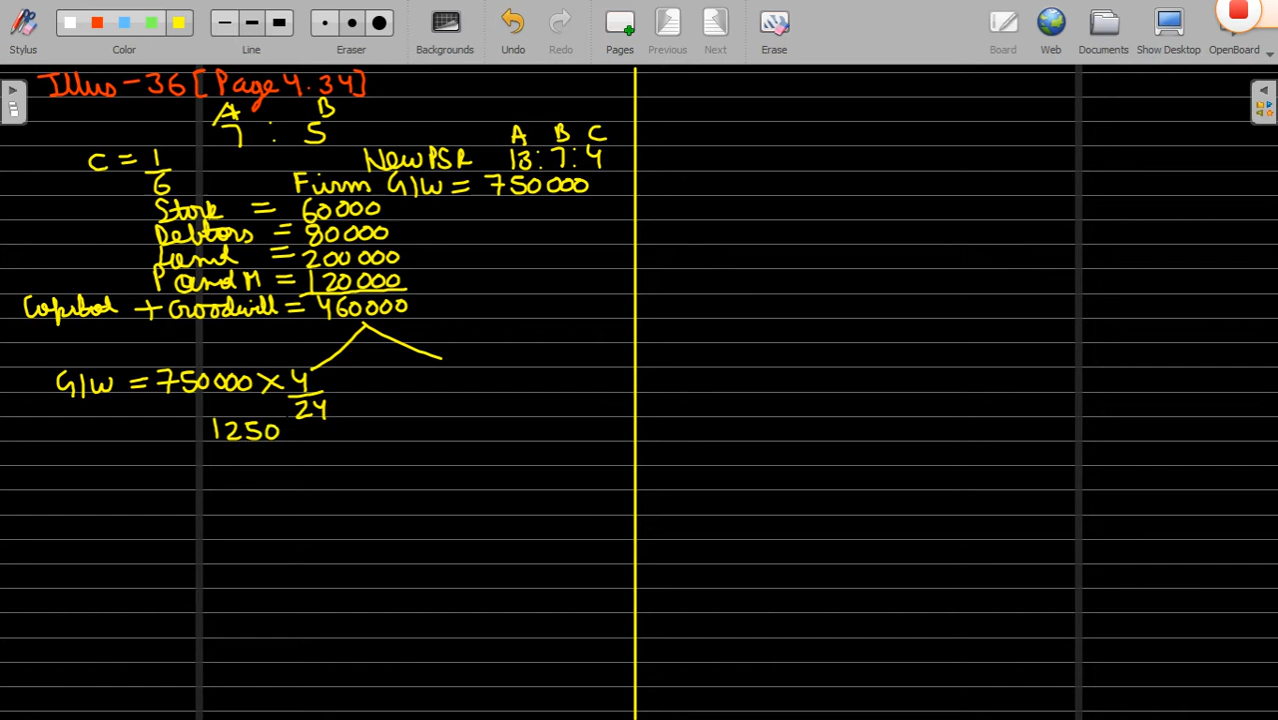 Stylus
Color
Line
Eraser
Backgrounds
Undo
Redo
Pages
Previous
Next
Erase
Board
Web
Documents
Show Desktop
OpenBoard
Illus-36 [Page 4.34]
A B
7 : 5
A B C
C = 1/6 New PSR 13:7:4
Firm G/W = 750000
Stock = 60000
Debtors = 80000
Land = 200000
P and M = 120000
Capital + Goodwill = 460000
G/W = 750000 × 4/24
1250